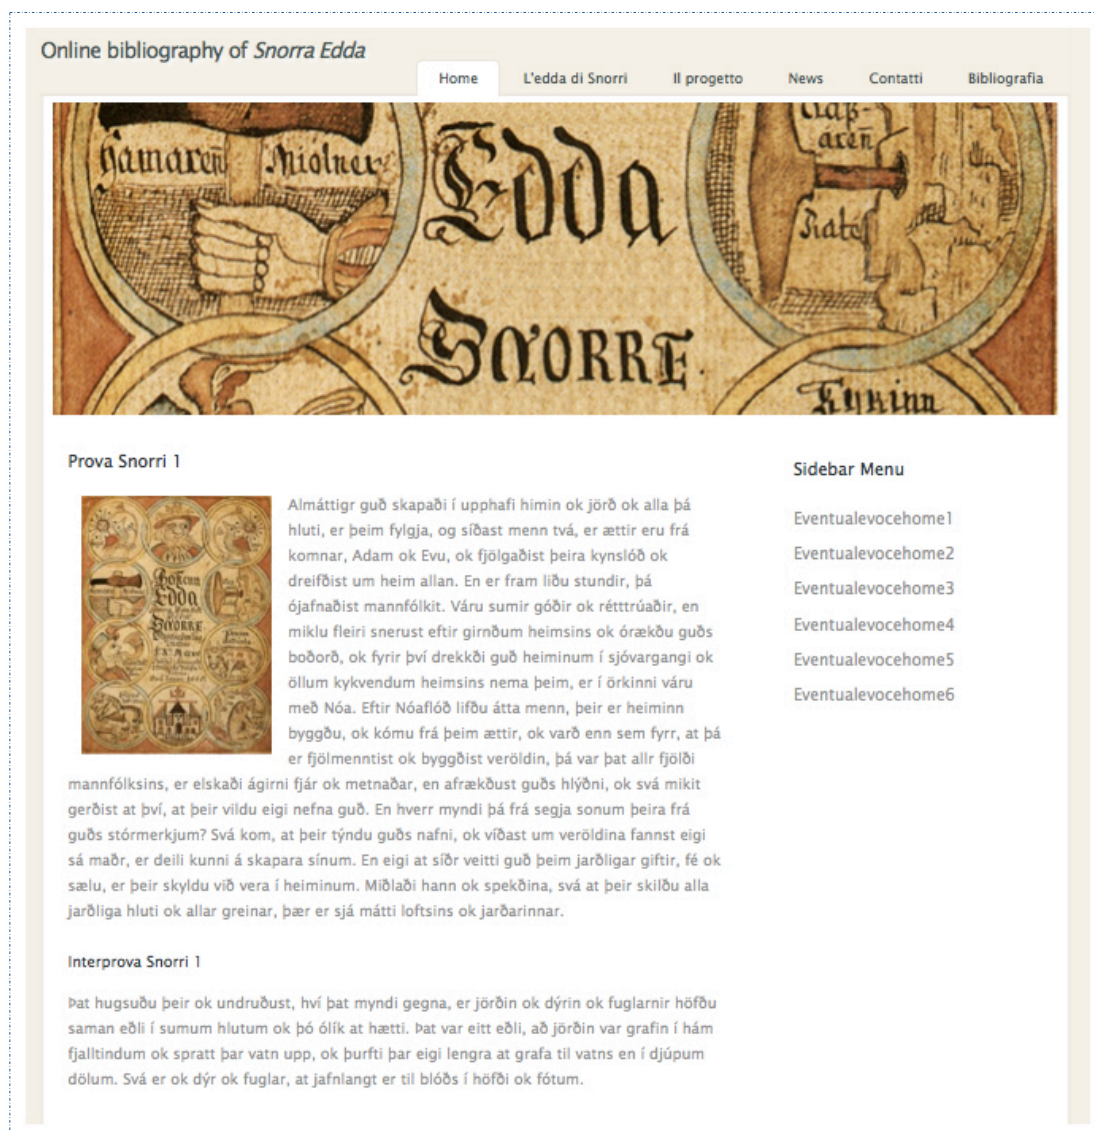 Online bibliography of Snorra Edda
Home L'edda di Snorri Il progetto News Contatti Bibliografia
Hamareñ Miolner
Edda
Snorre
Prova Snorri 1
Almáttigr guð skapaði í upphafi himin ok jörð ok alla þá
hluti, er þeim fylgja, og síðast menn tvá, er ættir eru frá
komnar, Adam ok Evu, ok fjölgaðist þeira kynslóð ok
dreifðist um heim allan. En er fram liðu stundir, þá
ójafnaðist mannfólkit. Váru sumir góðir ok rétttrúaðir, en
miklu fleiri snerust eftir girnðum heimsins ok órækðu guðs
boðorð, ok fyrir því drekkði guð heiminum í sjóvargangi ok
öllum kykvendum heimsins nema þeim, er í örkinni váru
með Nóa. Eftir Nóaflóð lifðu átta menn, þeir er heiminn
byggðu, ok kómu frá þeim ættir, ok varð enn sem fyrr, at þá
er fjölmenntist ok byggðist veröldin, þá var þat allr fjölði
mannfólksins, er elskaði ágirni fjár ok metnaðar, en afrækðust guðs hlýðni, ok svá mikit
gerðist at því, at þeir vildu eigi nefna guð. En hverr myndi þá frá segja sonum þeira frá
guðs stórmerkjum? Svá kom, at þeir týndu guðs nafni, ok víðast um veröldina fannst eigi
sá maðr, er deili kunni á skapara sínum. En eigi at síðr veitti guð þeim jarðligar giftir, fé ok
sælu, er þeir skyldu við vera í heiminum. Miðlaði hann ok spekðina, svá at þeir skilðu alla
jarðliga hluti ok allar greinar, þær er sjá mátti loftsins ok jarðarinnar.
Interprova Snorri 1
Þat hugsuðu þeir ok undruðust, hví þat myndi gegna, er jörðin ok dýrin ok fuglarnir höfðu
saman eðli í sumum hlutum ok þó ólík at hætti. Þat var eitt eðli, að jörðin var grafin í hám
fjalltindum ok spratt þar vatn upp, ok þurfti þar eigi lengra at grafa til vatns en í djúpum
dölum. Svá er ok dýr ok fuglar, at jafnlangt er til blóðs í höfði ok fótum.
Sidebar Menu
Eventualevocehome1
Eventualevocehome2
Eventualevocehome3
Eventualevocehome4
Eventualevocehome5
Eventualevocehome6